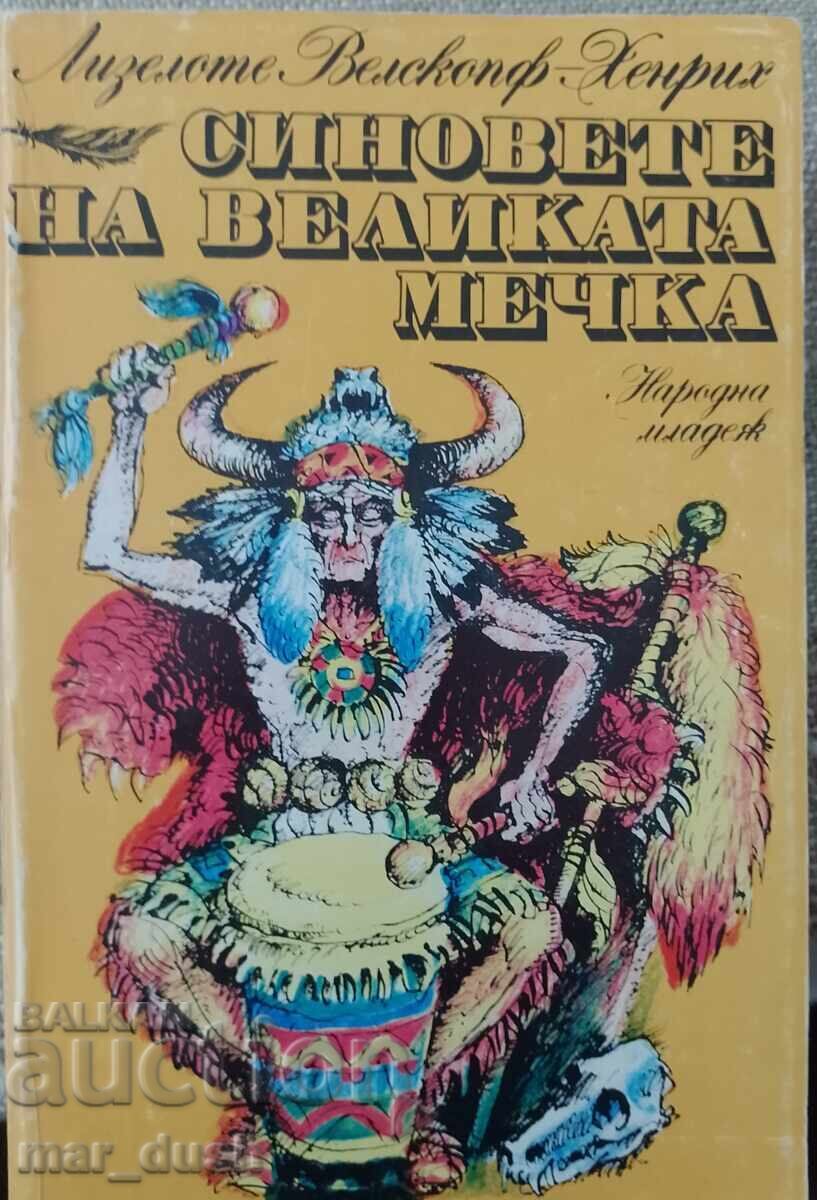 Лизелоте Велскопф-Хенрих
СИНОВЕТЕ
НА ВЕЛИКАТА
МЕЧКА
Народна
младеж
BALKAN
auction
mar_dush